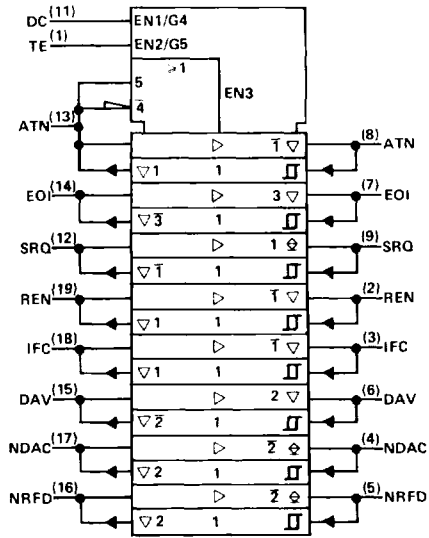 DC (11) EN1/G4
TE (1) EN2/G5
▷1
5 EN3
4̅
ATN (13)
▷ 1̅ ▽ (8) ATN
▽1 1
EOI (14) ▷ 3 ▽ (7) EOI
▽3̅ 1
SRQ (12) ▷ 1 ⎐ (9) SRQ
▽1̅ 1
REN (19) ▷ 1̅ ▽ (2) REN
▽1 1
IFC (18) ▷ 1̅ ▽ (3) IFC
▽1 1
DAV (15) ▷ 2 ▽ (6) DAV
▽2̅ 1
NDAC (17) ▷ 2̅ ⎐ (4) NDAC
▽2 1
NRFD (16) ▷ 2̅ ⎐ (5) NRFD
▽2 1